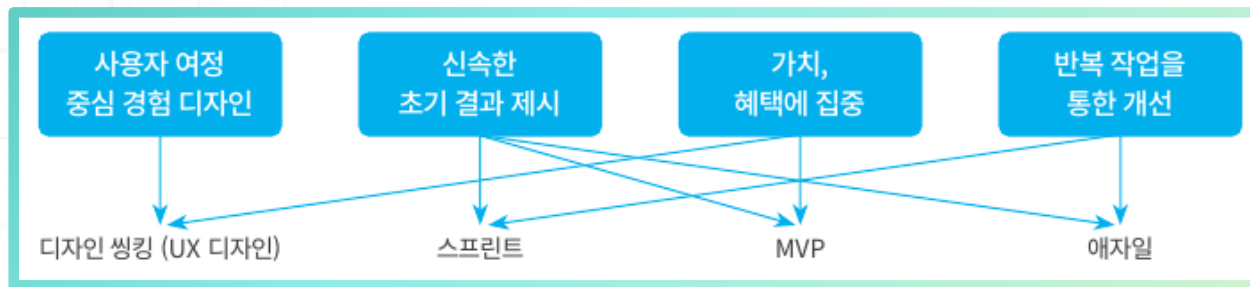 사용자 여정
중심 경험 디자인
신속한
초기 결과 제시
가치,
혜택에 집중
반복 작업을
통한 개선
디자인 씽킹 (UX 디자인)
스프린트
MVP
애자일